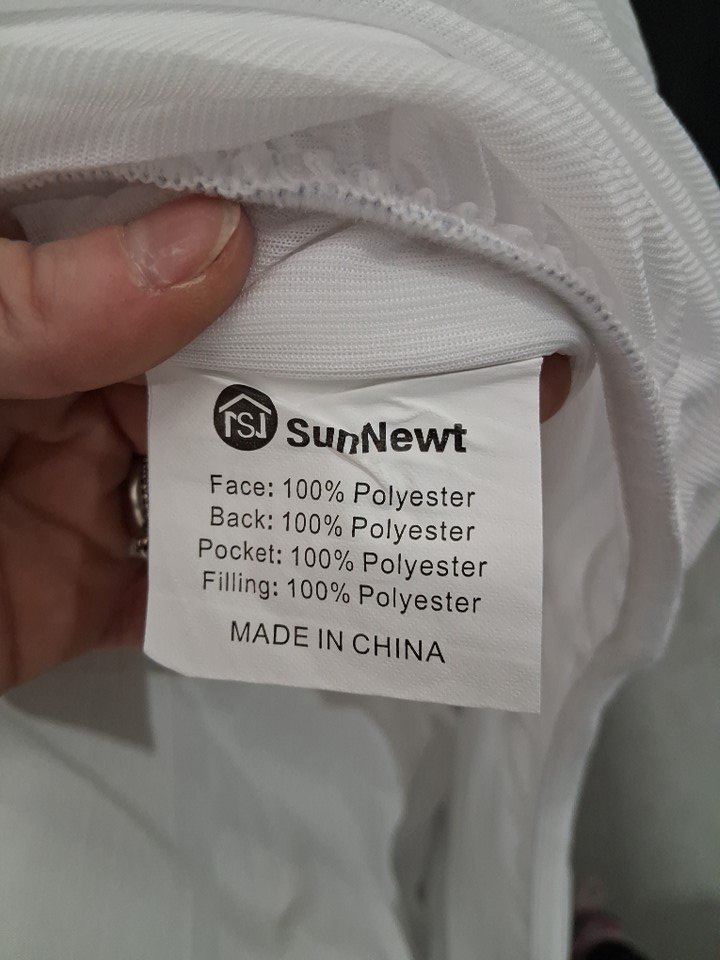 SunNewt
Face: 100% Polyester
Back: 100% Polyester
Pocket: 100% Polyester
Filling: 100% Polyester
MADE IN CHINA